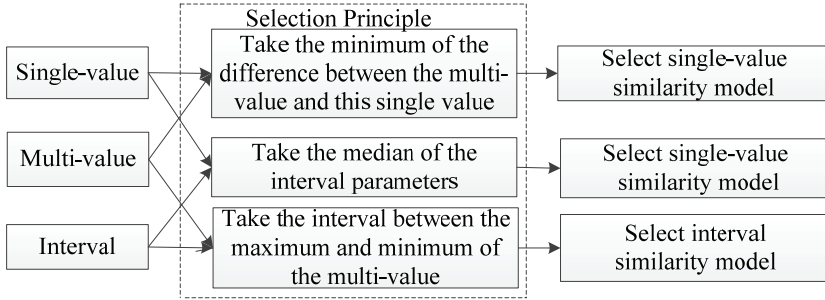 Selection Principle
Single-value
Multi-value
Interval
Take the minimum of the
difference between the multi-
value and this single value
Take the median of the
interval parameters
Take the interval between the
maximum and minimum of
the multi-value
Select single-value
similarity model
Select single-value
similarity model
Select interval
similarity model